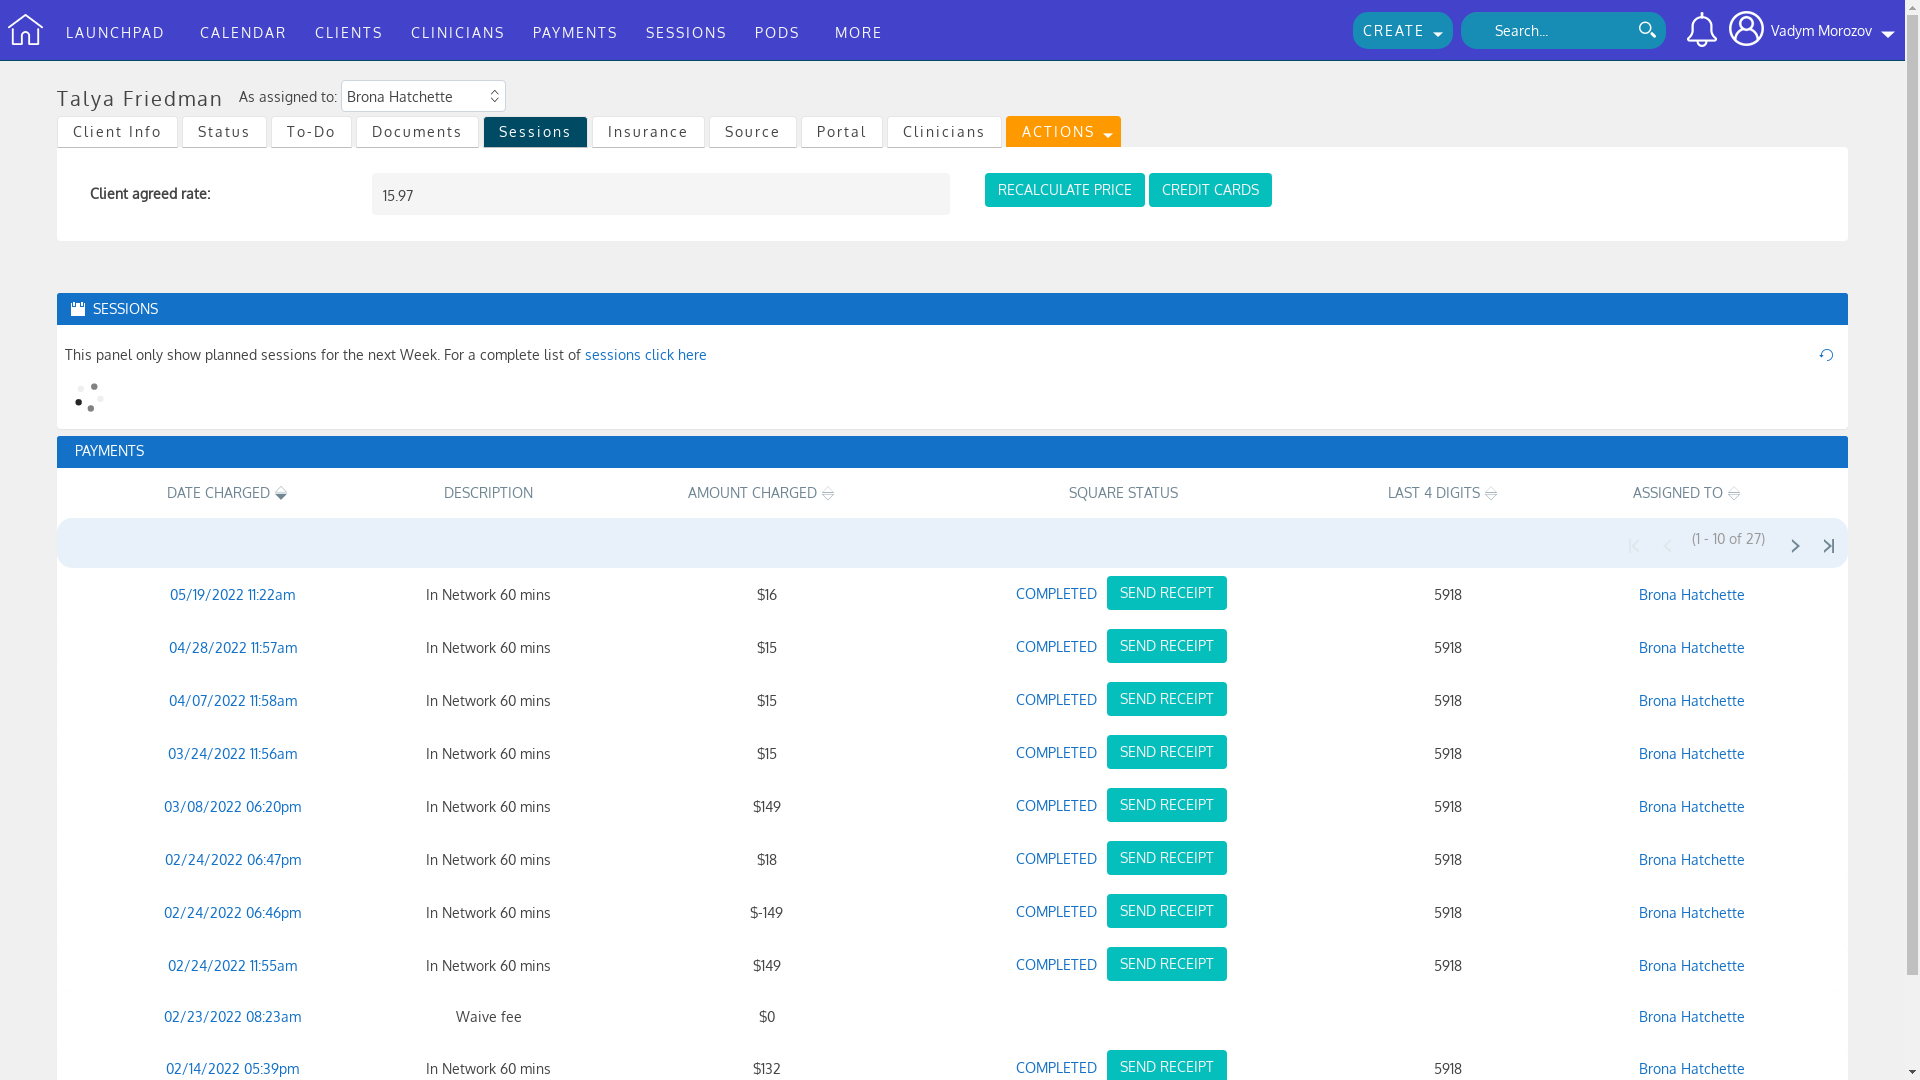 LAUNCHPAD CALENDAR CLIENTS CLINICIANS PAYMENTS SESSIONS PODS MORE CREATE Search... Vadym Morozov
Talya Friedman As assigned to: Brona Hatchette
Client Info Status To-Do Documents Sessions Insurance Source Portal Clinicians ACTIONS
Client agreed rate: 15.97 RECALCULATE PRICE CREDIT CARDS
SESSIONS
This panel only show planned sessions for the next Week. For a complete list of sessions click here
PAYMENTS
DATE CHARGED DESCRIPTION AMOUNT CHARGED SQUARE STATUS LAST 4 DIGITS ASSIGNED TO
(1 - 10 of 27)
05/19/2022 11:22am In Network 60 mins $16 COMPLETED SEND RECEIPT 5918 Brona Hatchette
04/28/2022 11:57am In Network 60 mins $15 COMPLETED SEND RECEIPT 5918 Brona Hatchette
04/07/2022 11:58am In Network 60 mins $15 COMPLETED SEND RECEIPT 5918 Brona Hatchette
03/24/2022 11:56am In Network 60 mins $15 COMPLETED SEND RECEIPT 5918 Brona Hatchette
03/08/2022 06:20pm In Network 60 mins $149 COMPLETED SEND RECEIPT 5918 Brona Hatchette
02/24/2022 06:47pm In Network 60 mins $18 COMPLETED SEND RECEIPT 5918 Brona Hatchette
02/24/2022 06:46pm In Network 60 mins $-149 COMPLETED SEND RECEIPT 5918 Brona Hatchette
02/24/2022 11:55am In Network 60 mins $149 COMPLETED SEND RECEIPT 5918 Brona Hatchette
02/23/2022 08:23am Waive fee $0 Brona Hatchette
02/14/2022 05:39pm In Network 60 mins $132 COMPLETED SEND RECEIPT 5918 Brona Hatchette